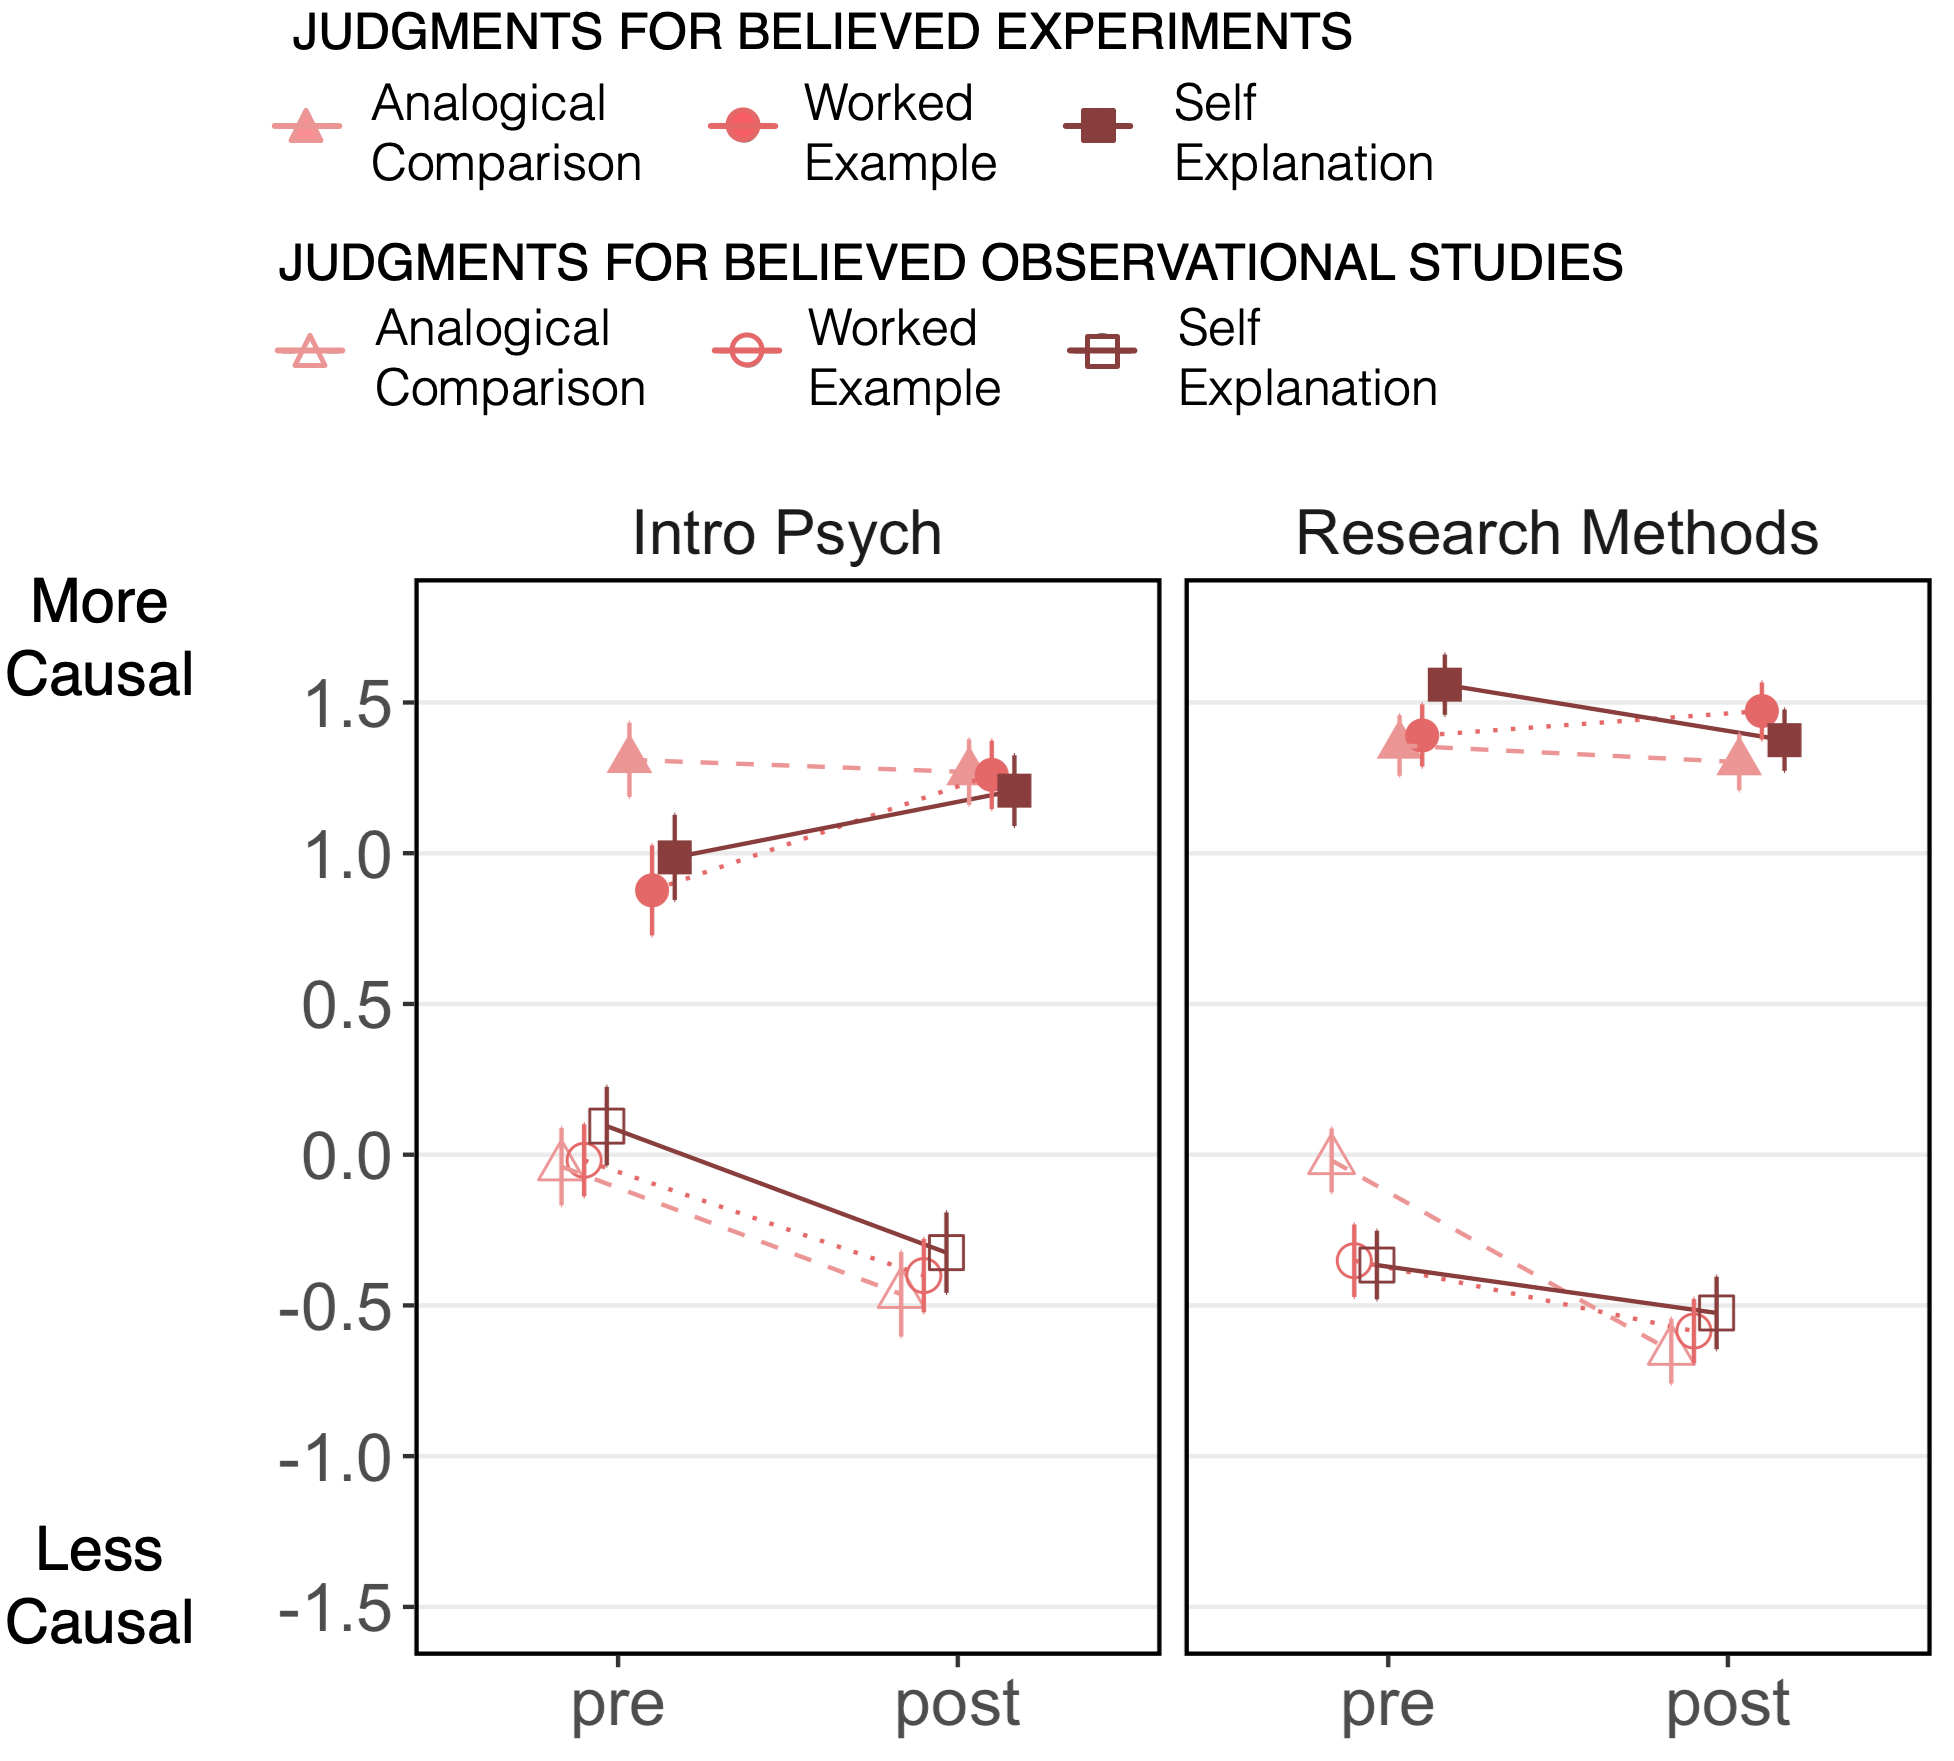 JUDGMENTS FOR BELIEVED EXPERIMENTS
Analogical Comparison
Worked Example
Self Explanation
JUDGMENTS FOR BELIEVED OBSERVATIONAL STUDIES
Analogical Comparison
Worked Example
Self Explanation
Intro Psych
Research Methods
More
Causal
1.5
1.0
0.5
0.0
-0.5
-1.0
-1.5
Less
Causal
pre
post
pre
post